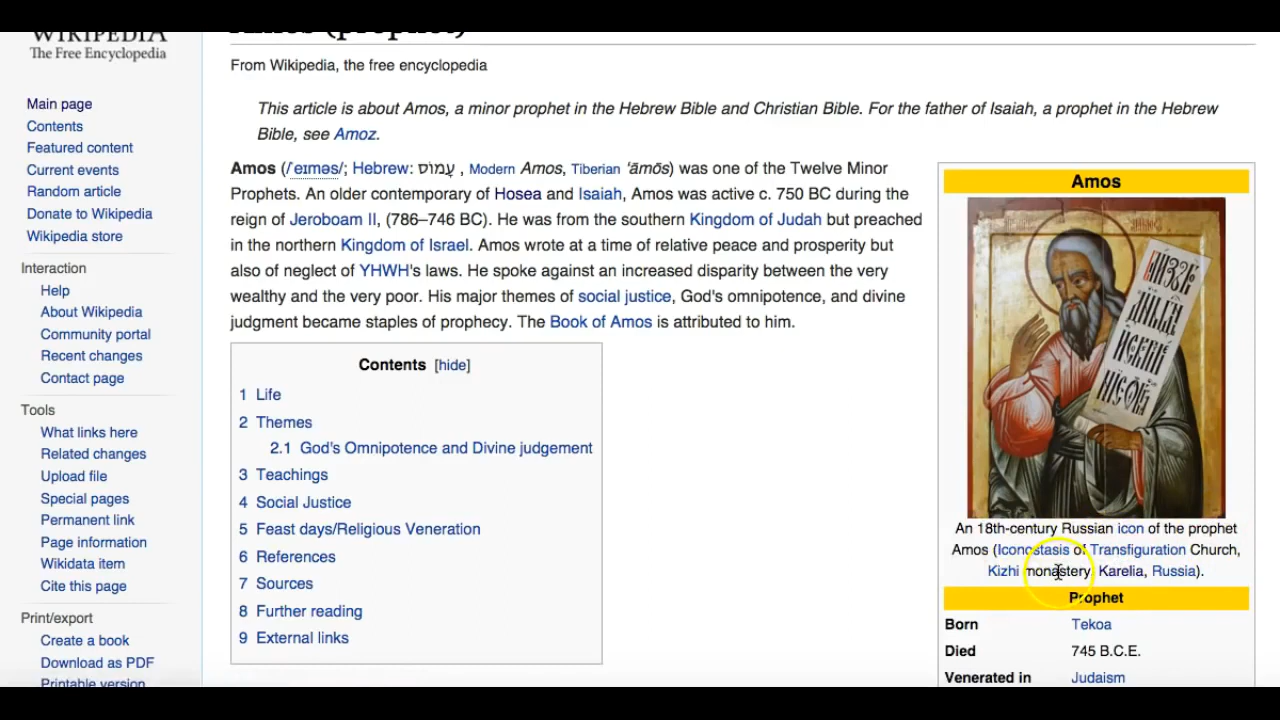 WIKIPEDIA
The Free Encyclopedia
Main page
Contents
Featured content
Current events
Random article
Donate to Wikipedia
Wikipedia store
Interaction
Help
About Wikipedia
Community portal
Recent changes
Contact page
Tools
What links here
Related changes
Upload file
Special pages
Permanent link
Page information
Wikidata item
Cite this page
Print/export
Create a book
Download as PDF
Printable version
Amos (prophet)
From Wikipedia, the free encyclopedia
This article is about Amos, a minor prophet in the Hebrew Bible and Christian Bible. For the father of Isaiah, a prophet in the Hebrew
Bible, see Amoz.
Amos (/ˈeɪməs/; Hebrew: עָמוֹס , Modern Amos, Tiberian ʻāmōs) was one of the Twelve Minor
Prophets. An older contemporary of Hosea and Isaiah, Amos was active c. 750 BC during the
reign of Jeroboam II, (786–746 BC). He was from the southern Kingdom of Judah but preached
in the northern Kingdom of Israel. Amos wrote at a time of relative peace and prosperity but
also of neglect of YHWH's laws. He spoke against an increased disparity between the very
wealthy and the very poor. His major themes of social justice, God's omnipotence, and divine
judgment became staples of prophecy. The Book of Amos is attributed to him.
Contents [hide]
1 Life
2 Themes
2.1 God's Omnipotence and Divine judgement
3 Teachings
4 Social Justice
5 Feast days/Religious Veneration
6 References
7 Sources
8 Further reading
9 External links
Amos
An 18th-century Russian icon of the prophet
Amos (Iconostasis of Transfiguration Church,
Kizhi monastery, Karelia, Russia).
Prophet
Born Tekoa
Died 745 B.C.E.
Venerated in Judaism